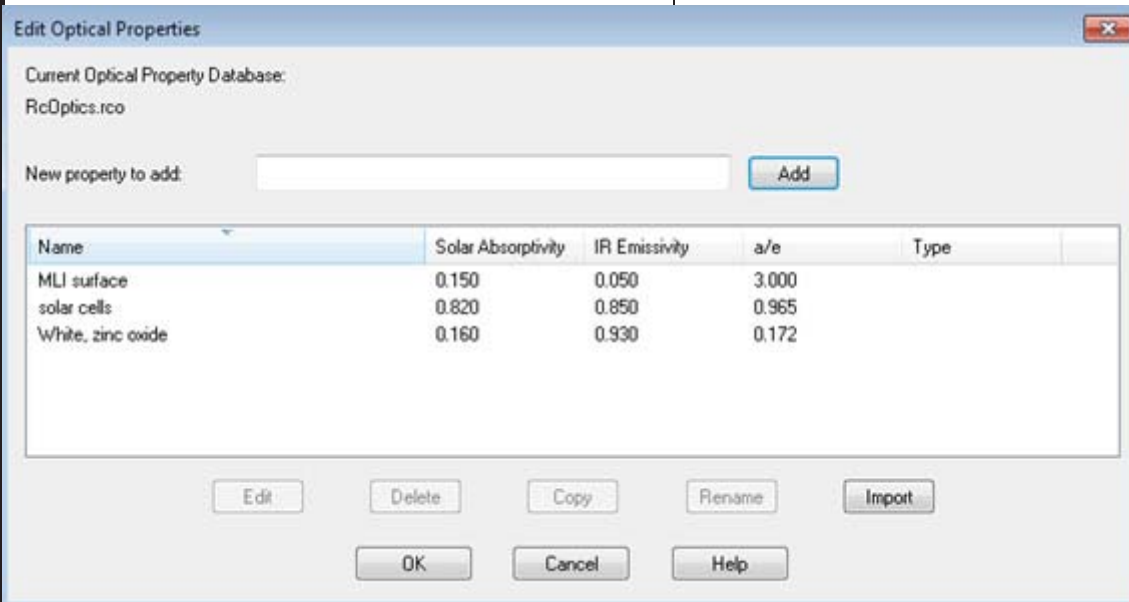 Edit Optical Properties
Current Optical Property Database:
RcOptics.rco
New property to add: Add
Name Solar Absorptivity IR Emissivity a/e Type
MLI surface 0.150 0.050 3.000
solar cells 0.820 0.850 0.965
White, zinc oxide 0.160 0.930 0.172
Edit Delete Copy Rename Import
OK Cancel Help